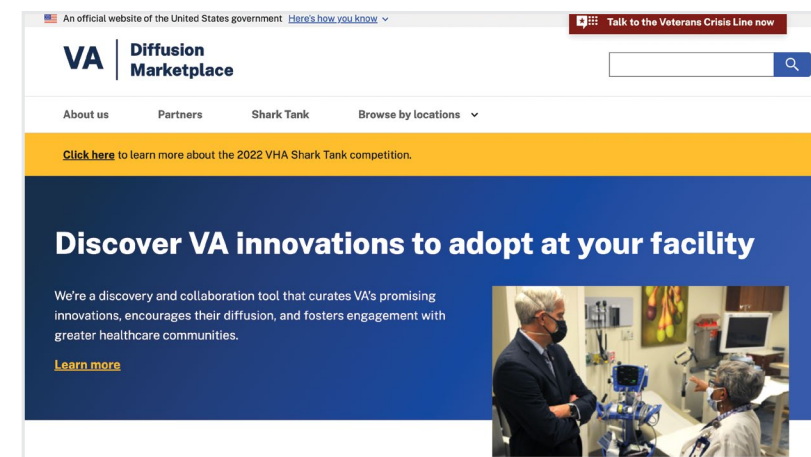 An official website of the United States government Here's how you know
Talk to the Veterans Crisis Line now
VA
Diffusion
Marketplace
About us Partners Shark Tank Browse by locations
Click here to learn more about the 2022 VHA Shark Tank competition.
Discover VA innovations to adopt at your facility
We're a discovery and collaboration tool that curates VA's promising
innovations, encourages their diffusion, and fosters engagement with
greater healthcare communities.
Learn more